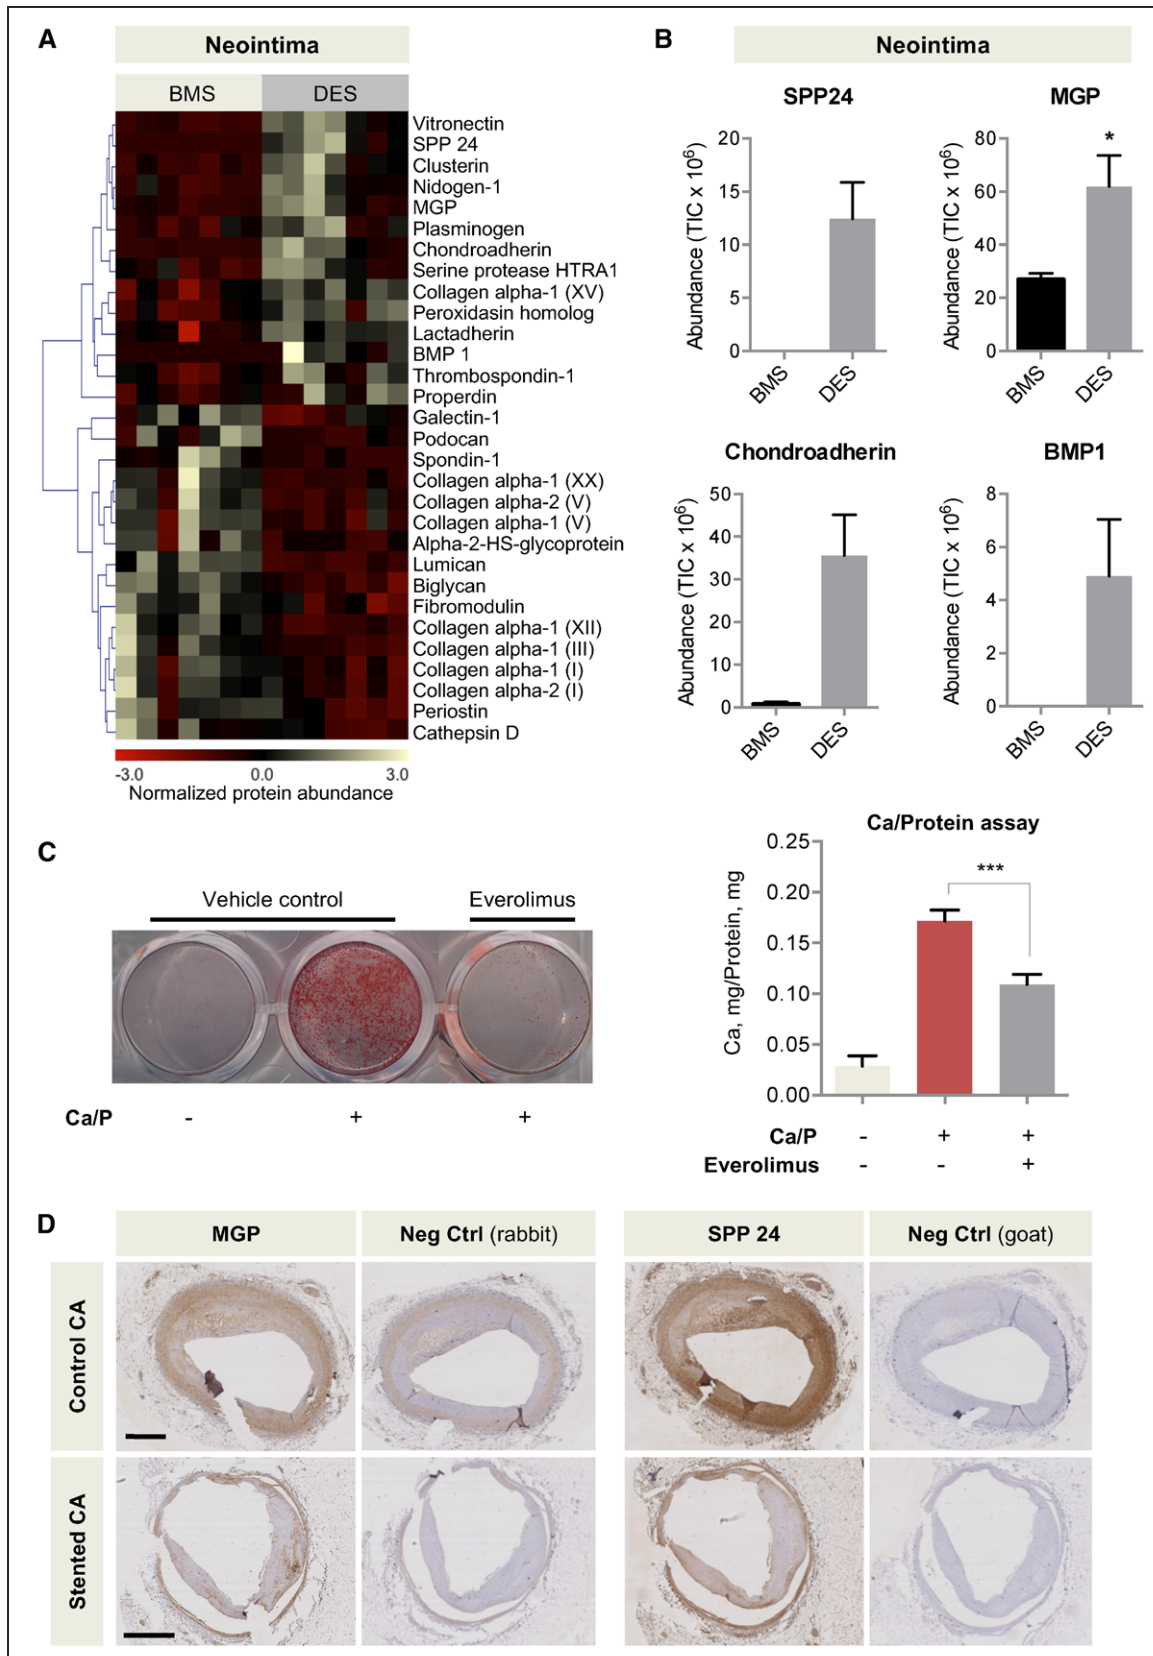 A
Neointima
BMS DES
Vitronectin
SPP 24
Clusterin
Nidogen-1
MGP
Plasminogen
Chondroadherin
Serine protease HTRA1
Collagen alpha-1 (XV)
Peroxidasin homolog
Lactadherin
BMP 1
Thrombospondin-1
Properdin
Galectin-1
Podocan
Spondin-1
Collagen alpha-1 (XX)
Collagen alpha-2 (V)
Collagen alpha-1 (V)
Alpha-2-HS-glycoprotein
Lumican
Biglycan
Fibromodulin
Collagen alpha-1 (XII)
Collagen alpha-1 (III)
Collagen alpha-1 (I)
Collagen alpha-2 (I)
Periostin
Cathepsin D
-3.0 0.0 3.0
Normalized protein abundance
B
Neointima
SPP24
Abundance (TIC x 10⁶)
20
15
10
5
0
BMS DES
MGP
Abundance (TIC x 10⁶)
80
60
40
20
0
*
BMS DES
Chondroadherin
Abundance (TIC x 10⁶)
50
40
30
20
10
0
BMS DES
BMP1
Abundance (TIC x 10⁶)
8
6
4
2
0
BMS DES
C
Vehicle control Everolimus
Ca/P - + +
Ca/Protein assay
Ca, mg/Protein, mg
0.25
0.20
0.15
0.10
0.05
0.00
***
Ca/P - + +
Everolimus - - +
D
MGP Neg Ctrl (rabbit) SPP 24 Neg Ctrl (goat)
Control CA
Stented CA